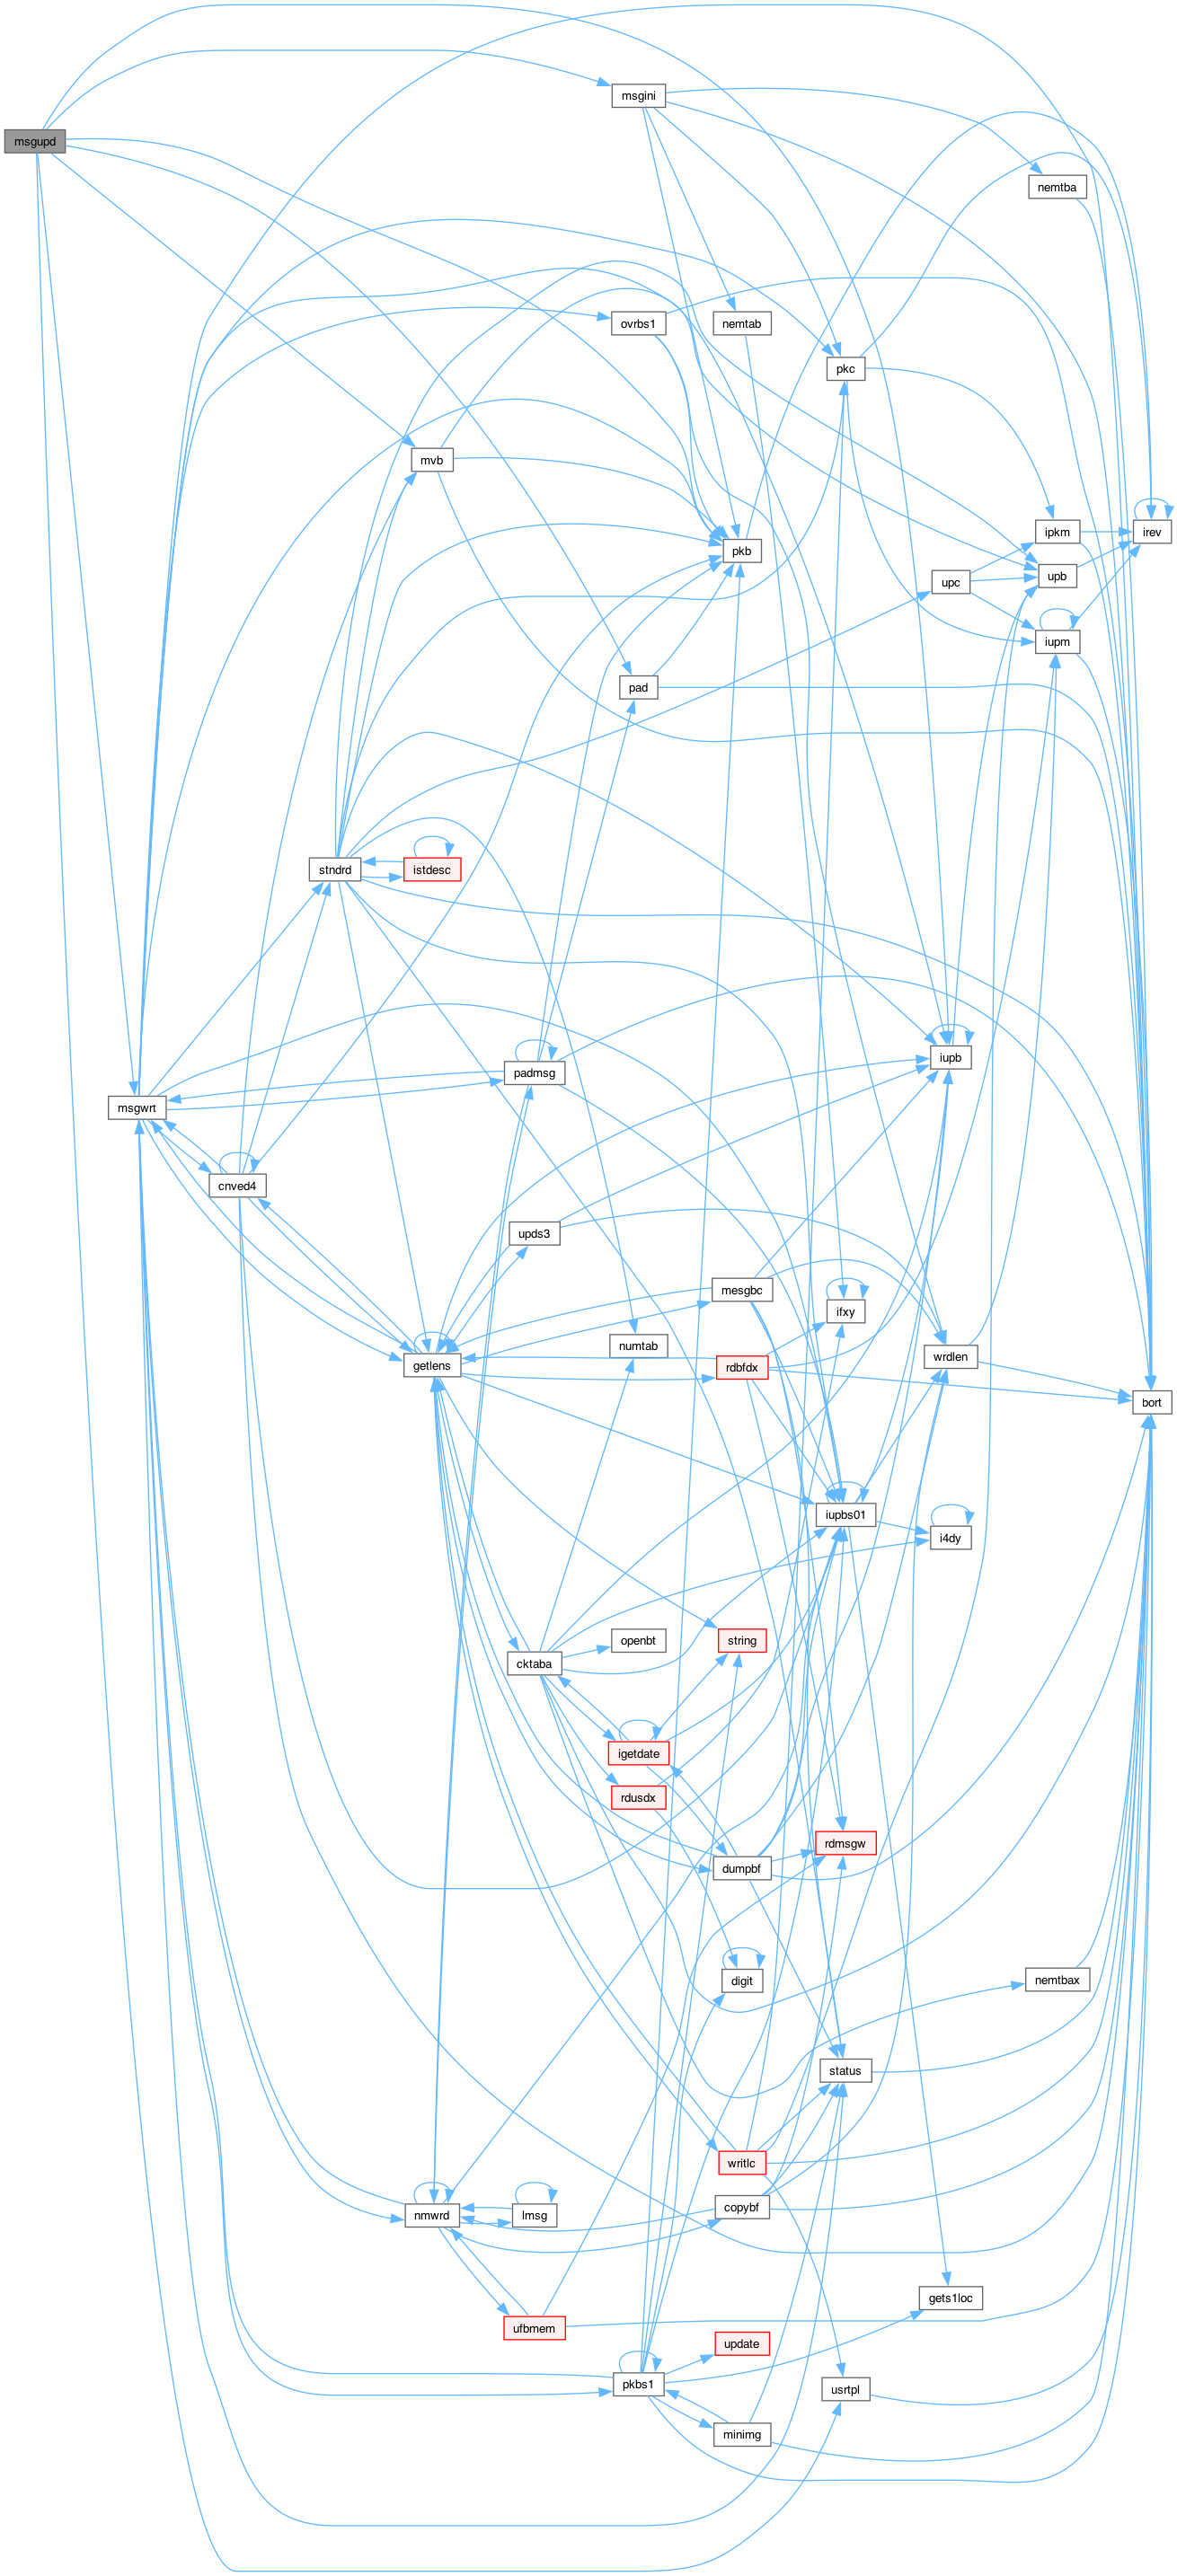 msgini
msgupd
nemtba
ovrbs1
nemtab
pkc
mvb
ipkm
irev
pkb
upb
upc
iupm
pad
stndrd
istdesc
iupb
padmsg
msgwrt
cnved4
upds3
mesgbc
ifxy
numtab
wrdlen
getlens
rdbfdx
bort
iupbs01
i4dy
string
openbt
cktaba
igetdate
rdusdx
rdmsgw
dumpbf
digit
nemtbax
status
writlc
copybf
nmwrd
lmsg
gets1loc
ufbmem
update
pkbs1
usrtpl
minimg